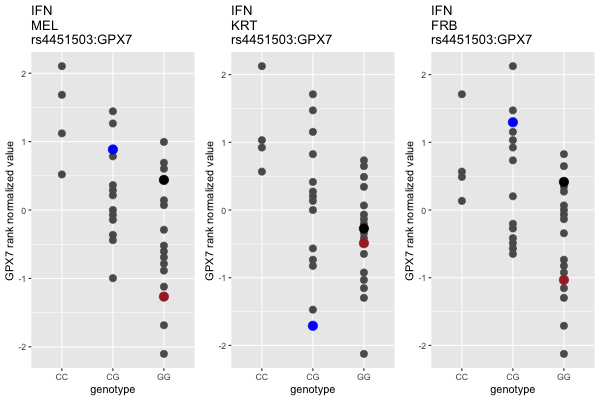 IFN
MEL
rs4451503:GPX7
GPX7 rank normalized value
2
1
0
-1
-2
CC
CG
GG
genotype
IFN
KRT
rs4451503:GPX7
GPX7 rank normalized value
2
1
0
-1
-2
CC
CG
GG
genotype
IFN
FRB
rs4451503:GPX7
GPX7 rank normalized value
2
1
0
-1
-2
CC
CG
GG
genotype